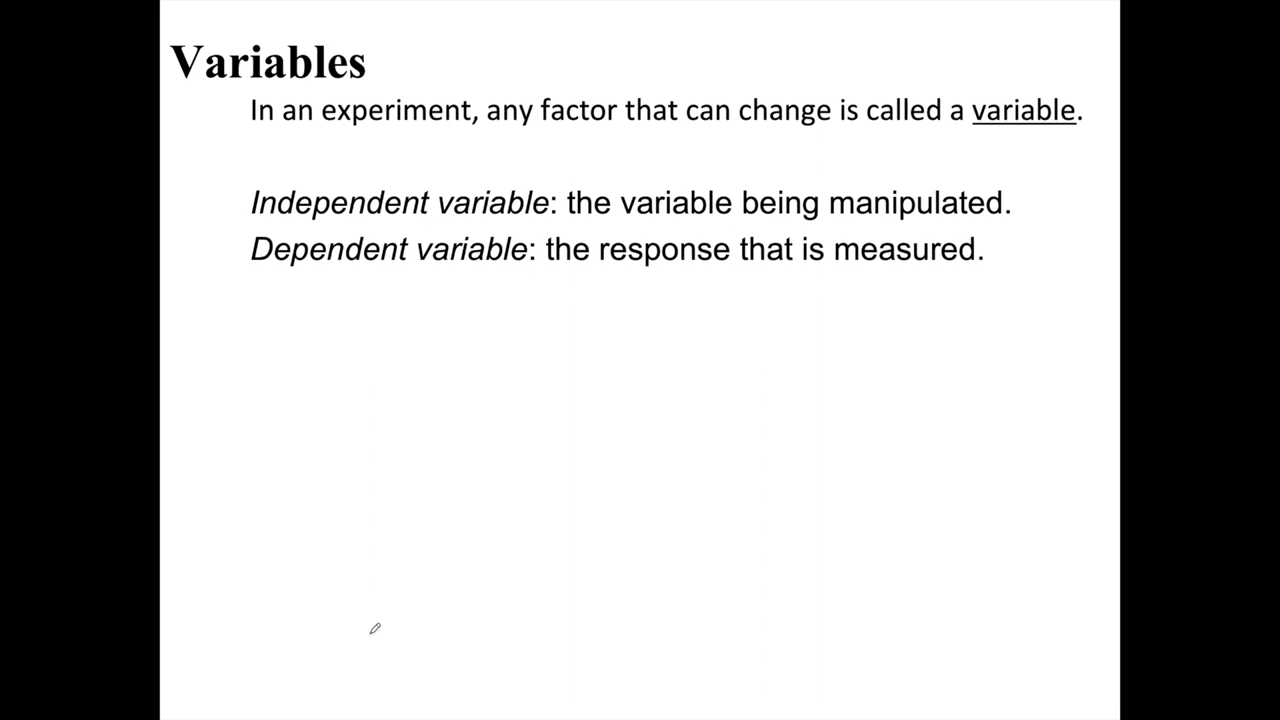 Variables
In an experiment, any factor that can change is called a variable.
Independent variable: the variable being manipulated.
Dependent variable: the response that is measured.